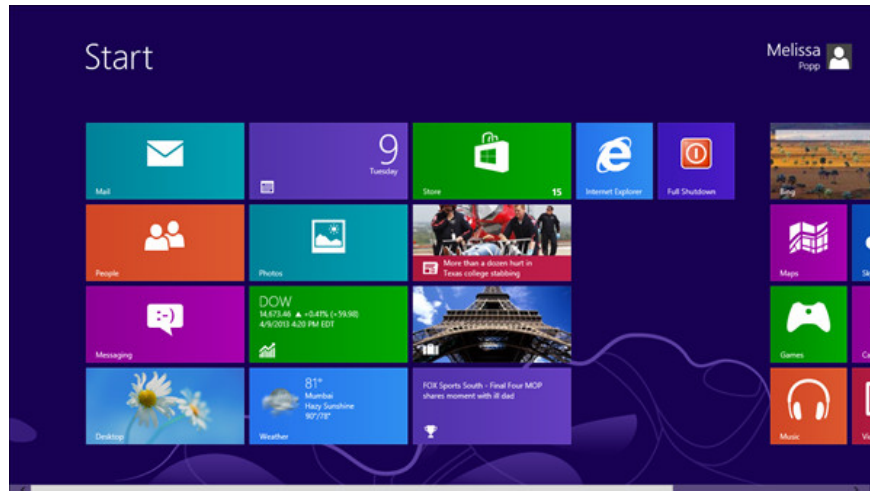 Start
Melissa
Popp
Mail
9
Tuesday
Store
15
Internet Explorer
Full Shutdown
Bing
People
Photos
More than a dozen hurt in
Texas college stabbing
Maps
Messaging
DOW
14,673.46 ▲ +0.41% (+59.98)
4/9/2013 4:20 PM EDT
Games
Desktop
81°
Mumbai
Hazy Sunshine
90°/78°
Weather
FOX Sports South - Final Four MOP
shares moment with ill dad
Music